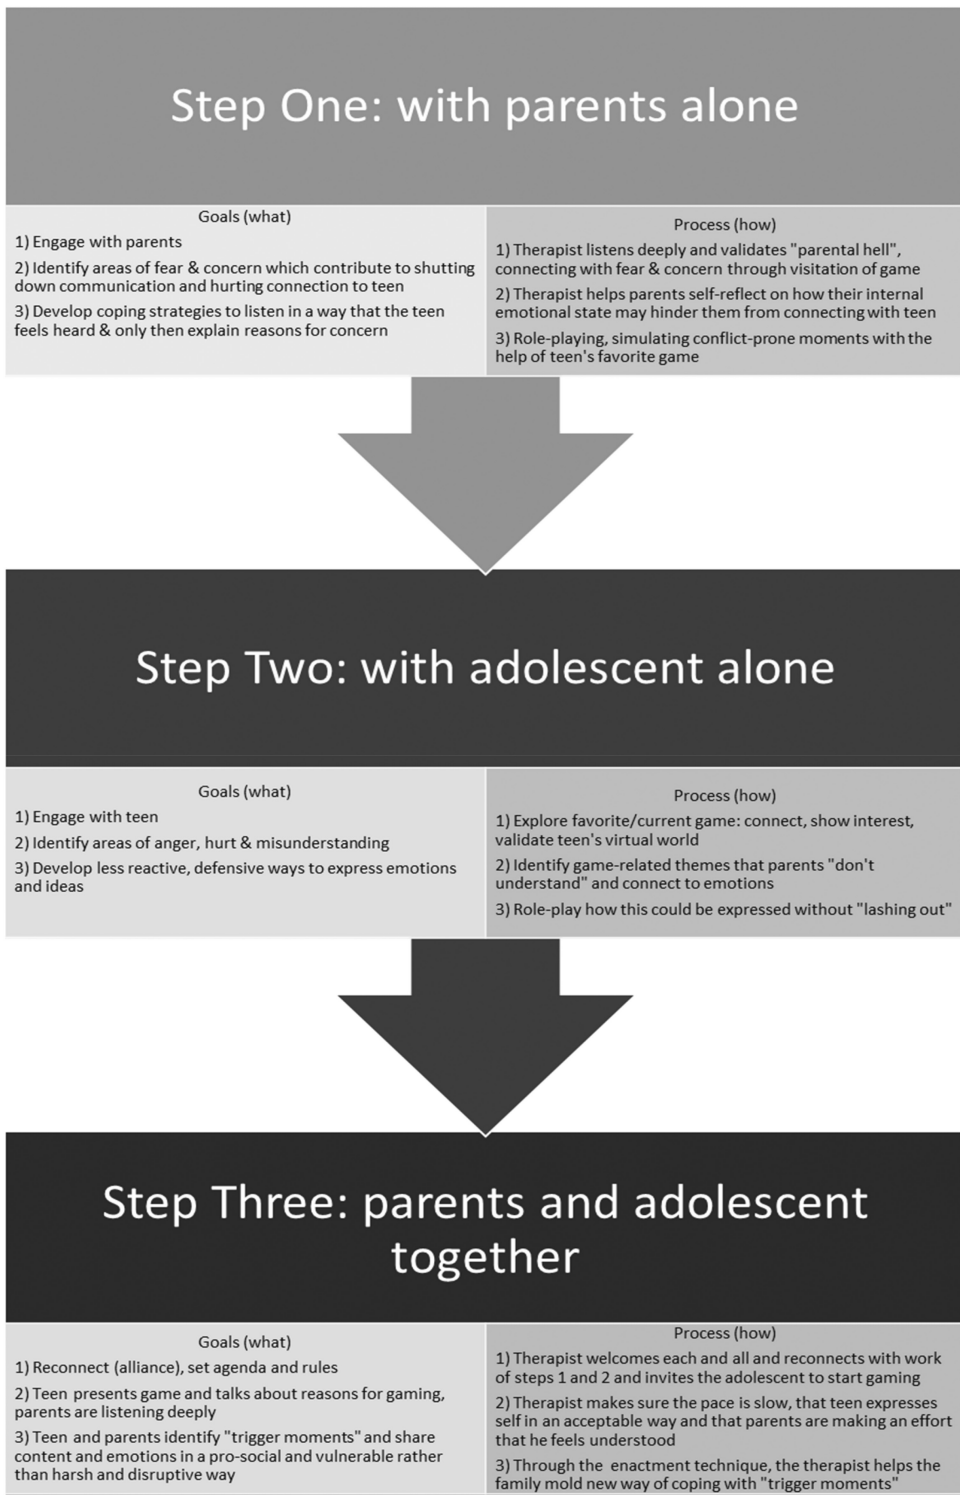 Step One: with parents alone
Goals (what)
1) Engage with parents
2) Identify areas of fear & concern which contribute to shutting
down communication and hurting connection to teen
3) Develop coping strategies to listen in a way that the teen
feels heard & only then explain reasons for concern
Process (how)
1) Therapist listens deeply and validates "parental hell",
connecting with fear & concern through visitation of game
2) Therapist helps parents self-reflect on how their internal
emotional state may hinder them from connecting with teen
3) Role-playing, simulating conflict-prone moments with the
help of teen's favorite game
Step Two: with adolescent alone
Goals (what)
1) Engage with teen
2) Identify areas of anger, hurt & misunderstanding
3) Develop less reactive, defensive ways to express emotions
and ideas
Process (how)
1) Explore favorite/current game: connect, show interest,
validate teen's virtual world
2) Identify game-related themes that parents "don't
understand" and connect to emotions
3) Role-play how this could be expressed without "lashing out"
Step Three: parents and adolescent
together
Goals (what)
1) Reconnect (alliance), set agenda and rules
2) Teen presents game and talks about reasons for gaming,
parents are listening deeply
3) Teen and parents identify "trigger moments" and share
content and emotions in a pro-social and vulnerable rather
than harsh and disruptive way
Process (how)
1) Therapist welcomes each and all and reconnects with work
of steps 1 and 2 and invites the adolescent to start gaming
2) Therapist makes sure the pace is slow, that teen expresses
self in an acceptable way and that parents are making an effort
that he feels understood
3) Through the enactment technique, the therapist helps the
family mold new way of coping with "trigger moments"